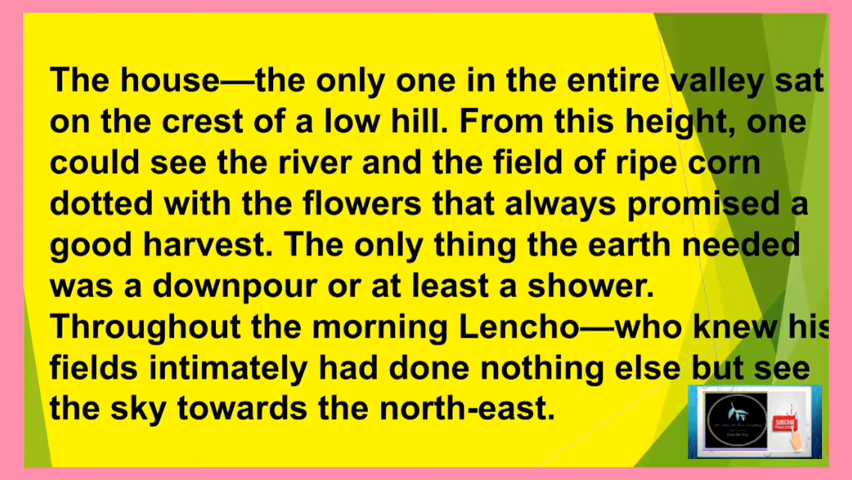 The house—the only one in the entire valley sat
on the crest of a low hill. From this height, one
could see the river and the field of ripe corn
dotted with the flowers that always promised a
good harvest. The only thing the earth needed
was a downpour or at least a shower.
Throughout the morning Lencho—who knew his
fields intimately had done nothing else but see
the sky towards the north-east.